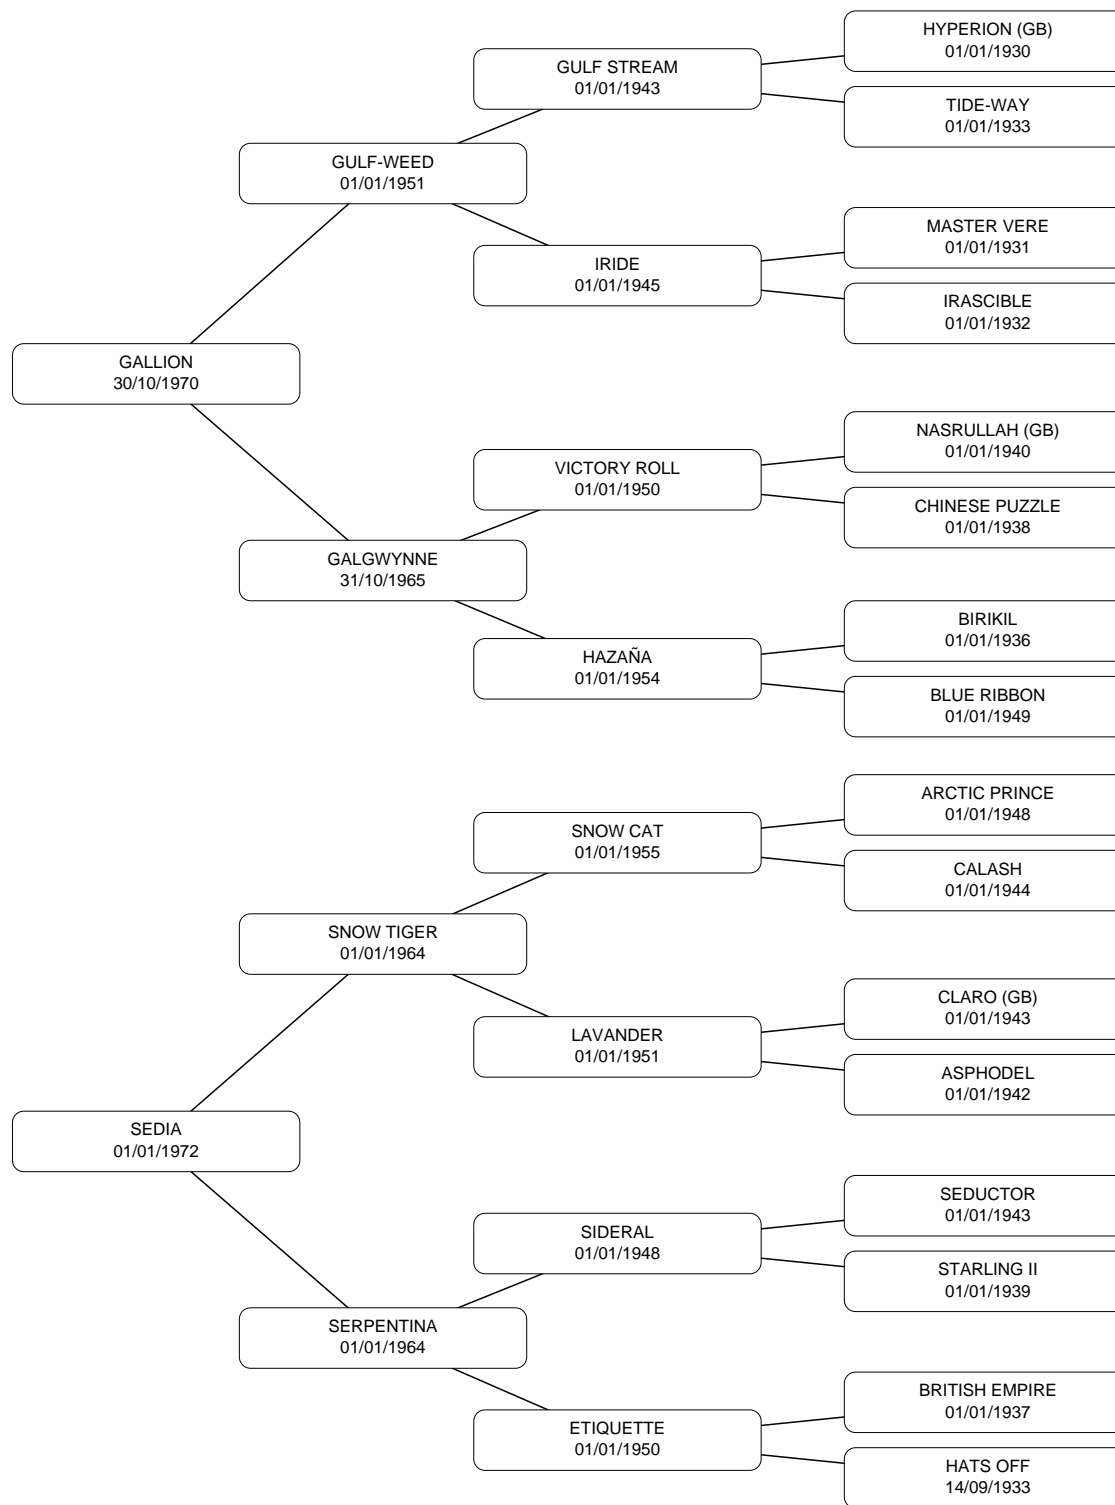 HYPERION (GB)
01/01/1930
GULF STREAM
01/01/1943
TIDE-WAY
01/01/1933
GULF-WEED
01/01/1951
MASTER VERE
01/01/1931
IRIDE
01/01/1945
IRASCIBLE
01/01/1932
GALLION
30/10/1970
NASRULLAH (GB)
01/01/1940
VICTORY ROLL
01/01/1950
CHINESE PUZZLE
01/01/1938
GALGWYNNE
31/10/1965
BIRIKIL
01/01/1936
HAZAÑA
01/01/1954
BLUE RIBBON
01/01/1949
ARCTIC PRINCE
01/01/1948
SNOW CAT
01/01/1955
CALASH
01/01/1944
SNOW TIGER
01/01/1964
CLARO (GB)
01/01/1943
LAVANDER
01/01/1951
ASPHODEL
01/01/1942
SEDIA
01/01/1972
SEDUCTOR
01/01/1943
SIDERAL
01/01/1948
STARLING II
01/01/1939
SERPENTINA
01/01/1964
BRITISH EMPIRE
01/01/1937
ETIQUETTE
01/01/1950
HATS OFF
14/09/1933